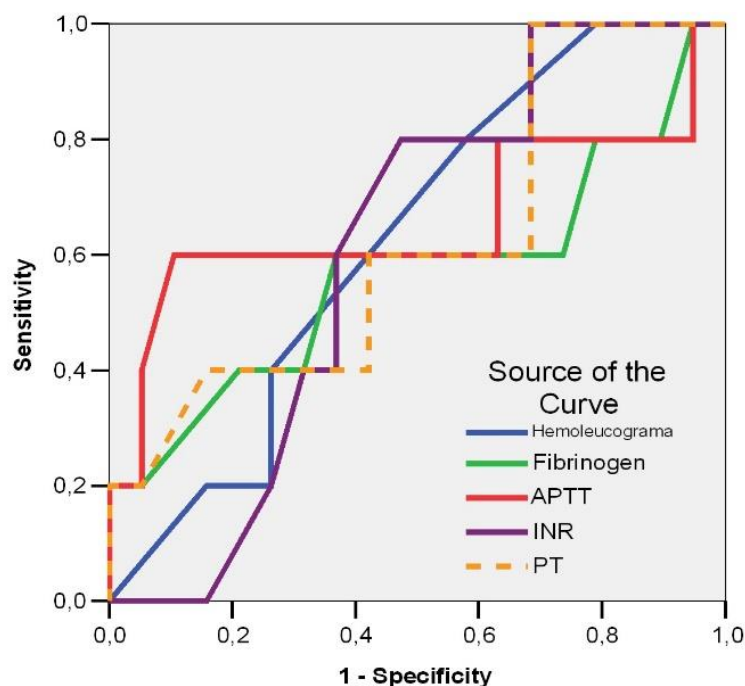 1,0
0,8
0,6
0,4
0,2
0,0
Sensitivity
Source of the
Curve
Hemoleucograma
Fibrinogen
APTT
INR
PT
0,0 0,2 0,4 0,6 0,8 1,0
1 - Specificity